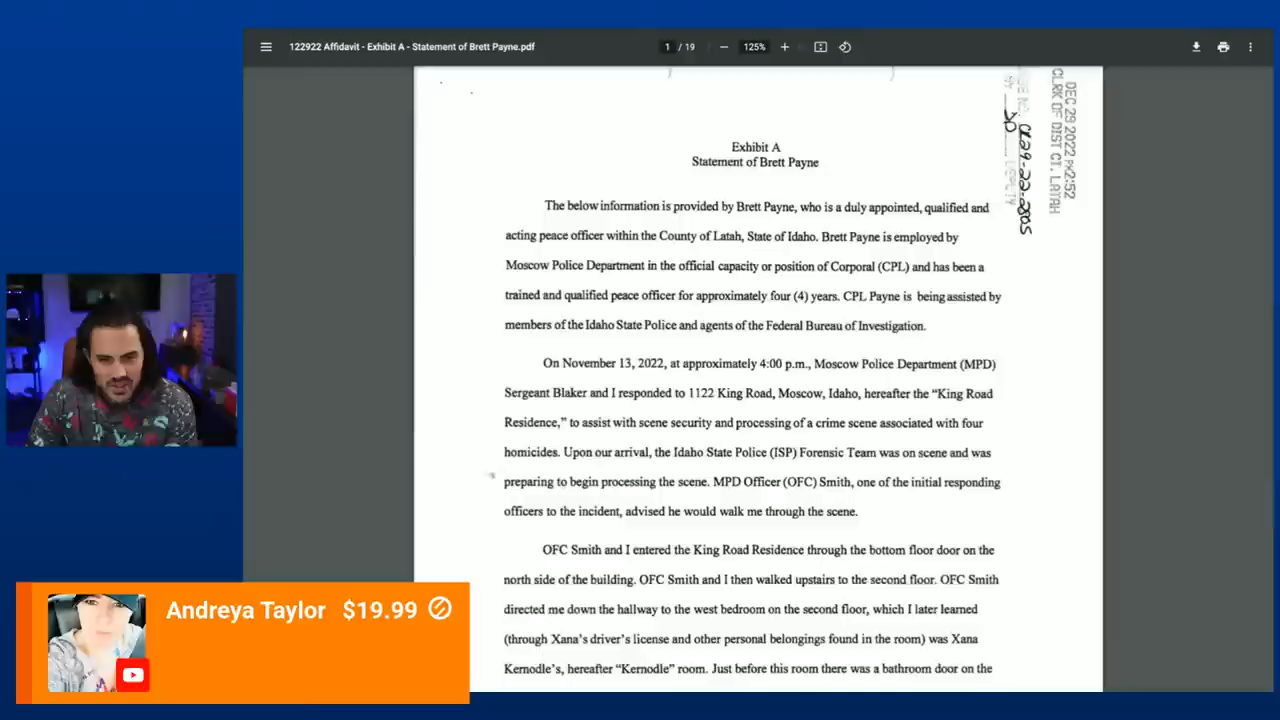 122922 Affidavit - Exhibit A - Statement of Brett Payne.pdf
1 / 19
125%
DEC 29 2022 PM 2:52
CLRK OF DIST CT. LATAH
CR29-22-2805
Exhibit A
Statement of Brett Payne
The below information is provided by Brett Payne, who is a duly appointed, qualified and
acting peace officer within the County of Latah, State of Idaho. Brett Payne is employed by
Moscow Police Department in the official capacity or position of Corporal (CPL) and has been a
trained and qualified peace officer for approximately four (4) years. CPL Payne is being assisted by
members of the Idaho State Police and agents of the Federal Bureau of Investigation.
On November 13, 2022, at approximately 4:00 p.m., Moscow Police Department (MPD)
Sergeant Blaker and I responded to 1122 King Road, Moscow, Idaho, hereafter the “King Road
Residence,” to assist with scene security and processing of a crime scene associated with four
homicides. Upon our arrival, the Idaho State Police (ISP) Forensic Team was on scene and was
preparing to begin processing the scene. MPD Officer (OFC) Smith, one of the initial responding
officers to the incident, advised he would walk me through the scene.
OFC Smith and I entered the King Road Residence through the bottom floor door on the
north side of the building. OFC Smith and I then walked upstairs to the second floor. OFC Smith
directed me down the hallway to the west bedroom on the second floor, which I later learned
(through Xana’s driver’s license and other personal belongings found in the room) was Xana
Kernodle’s, hereafter “Kernodle” room. Just before this room there was a bathroom door on the
Andreya Taylor $19.99